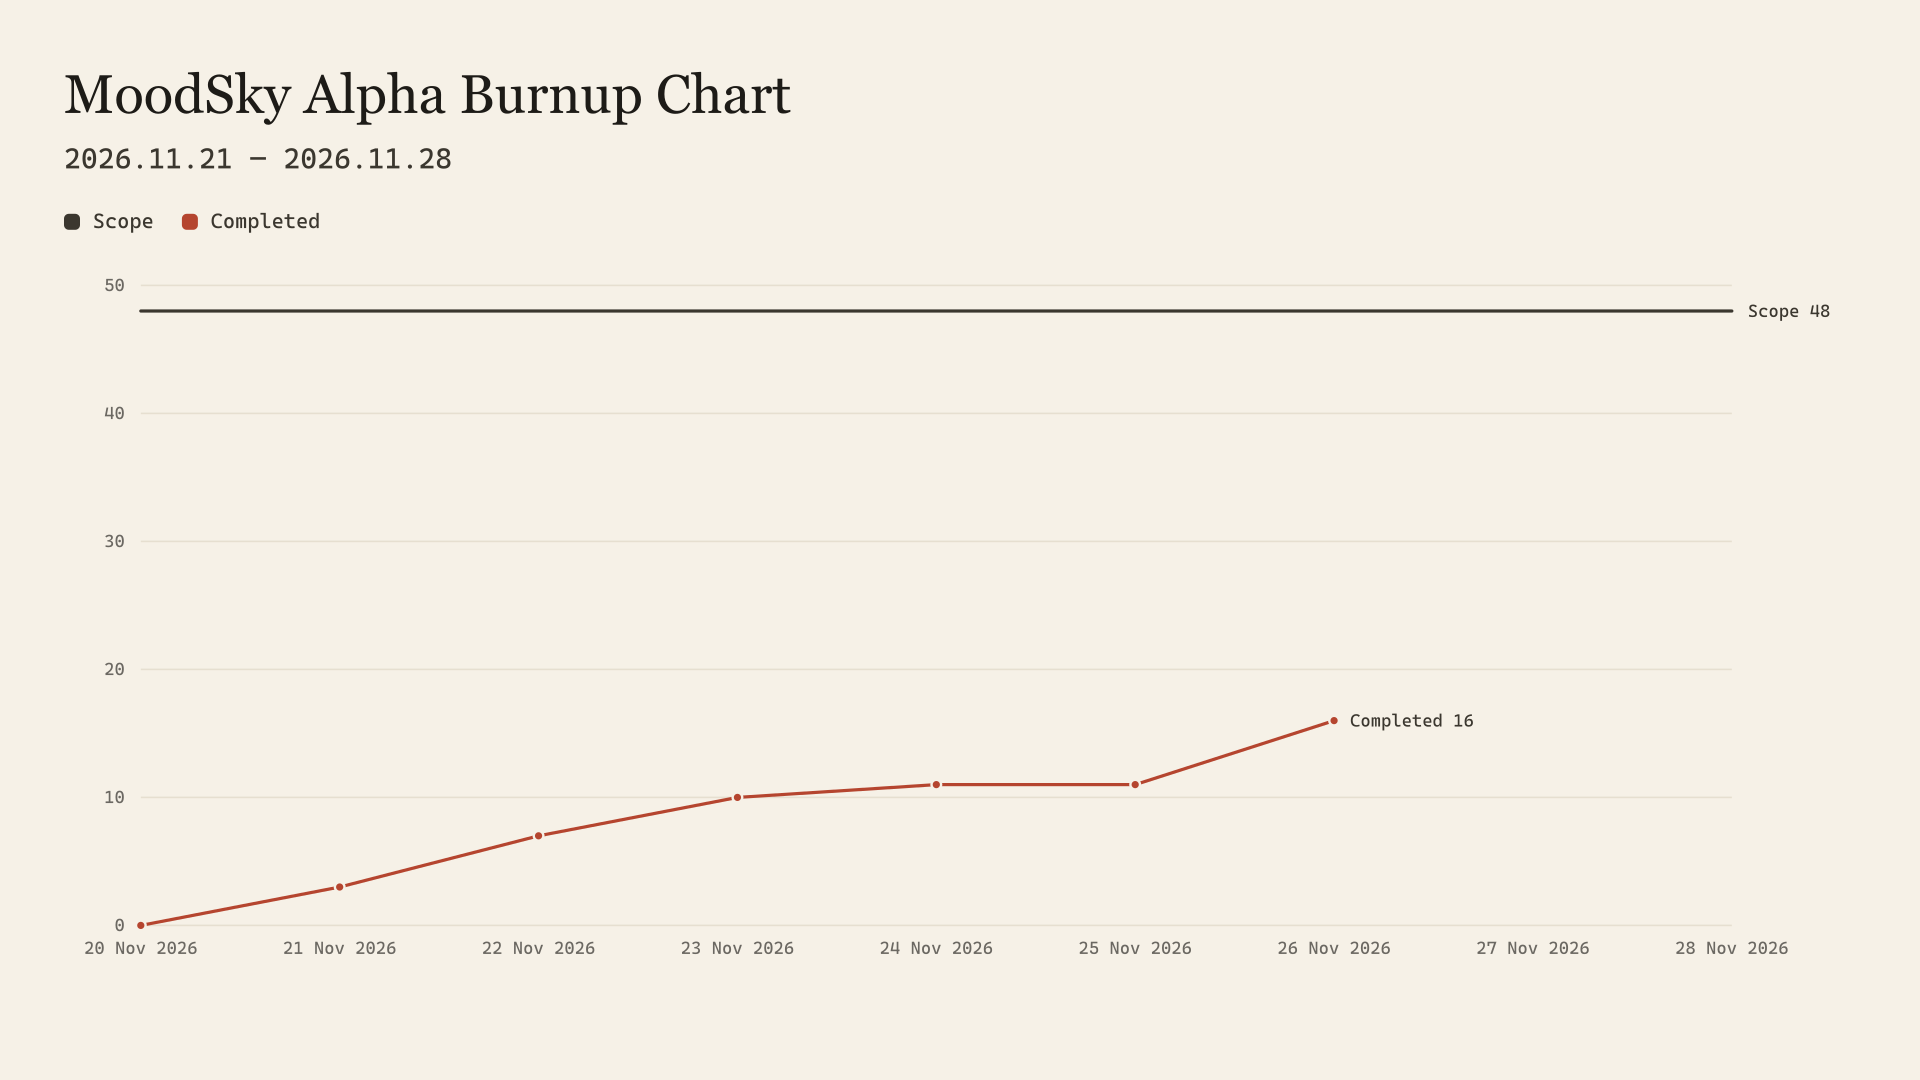 MoodSky Alpha Burnup Chart
2026.11.21 — 2026.11.28
Scope Completed
50
Scope 48
40
30
20
Completed 16
10
0
20 Nov 2026 21 Nov 2026 22 Nov 2026 23 Nov 2026 24 Nov 2026 25 Nov 2026 26 Nov 2026 27 Nov 2026 28 Nov 2026